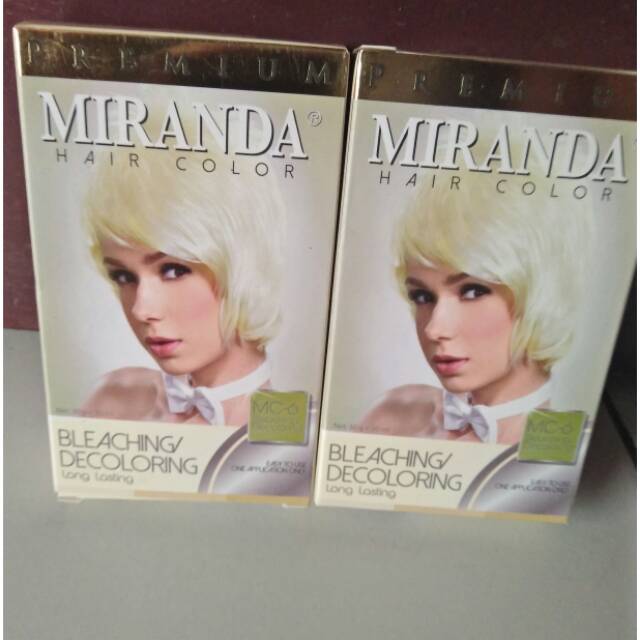 PREMIUM
MIRANDA®
HAIR COLOR
MC-6
BLEACHING/
DECOLORING
Long Lasting
EASY TO USE
ONE APPLICATION ONLY
PREMIU
MIRANDA
HAIR COLOR
MC-6
BLEACHING/
DECOLORING
Long Lasting
EASY TO USE
ONE APPLICATION ONLY